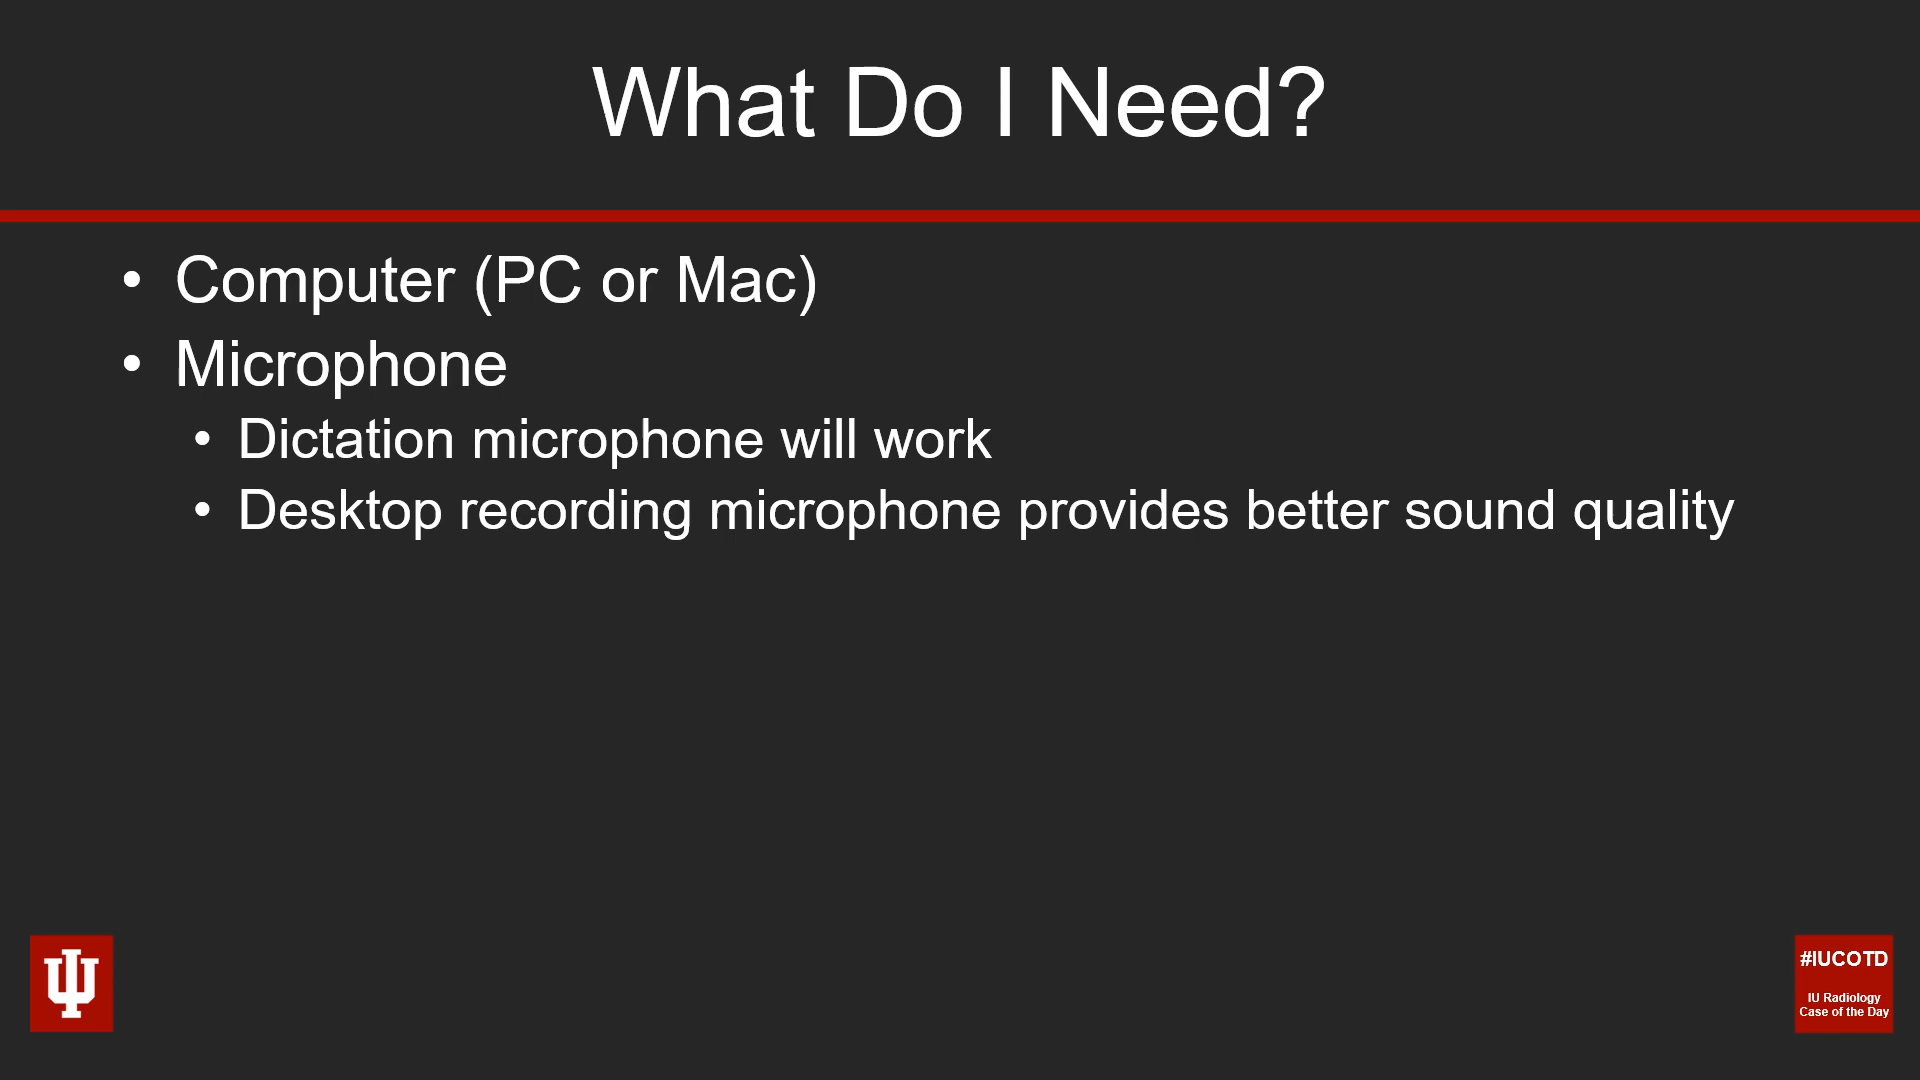 What Do I Need?
• Computer (PC or Mac)
• Microphone
• Dictation microphone will work
• Desktop recording microphone provides better sound quality
#IUCOTD
IU Radiology
Case of the Day